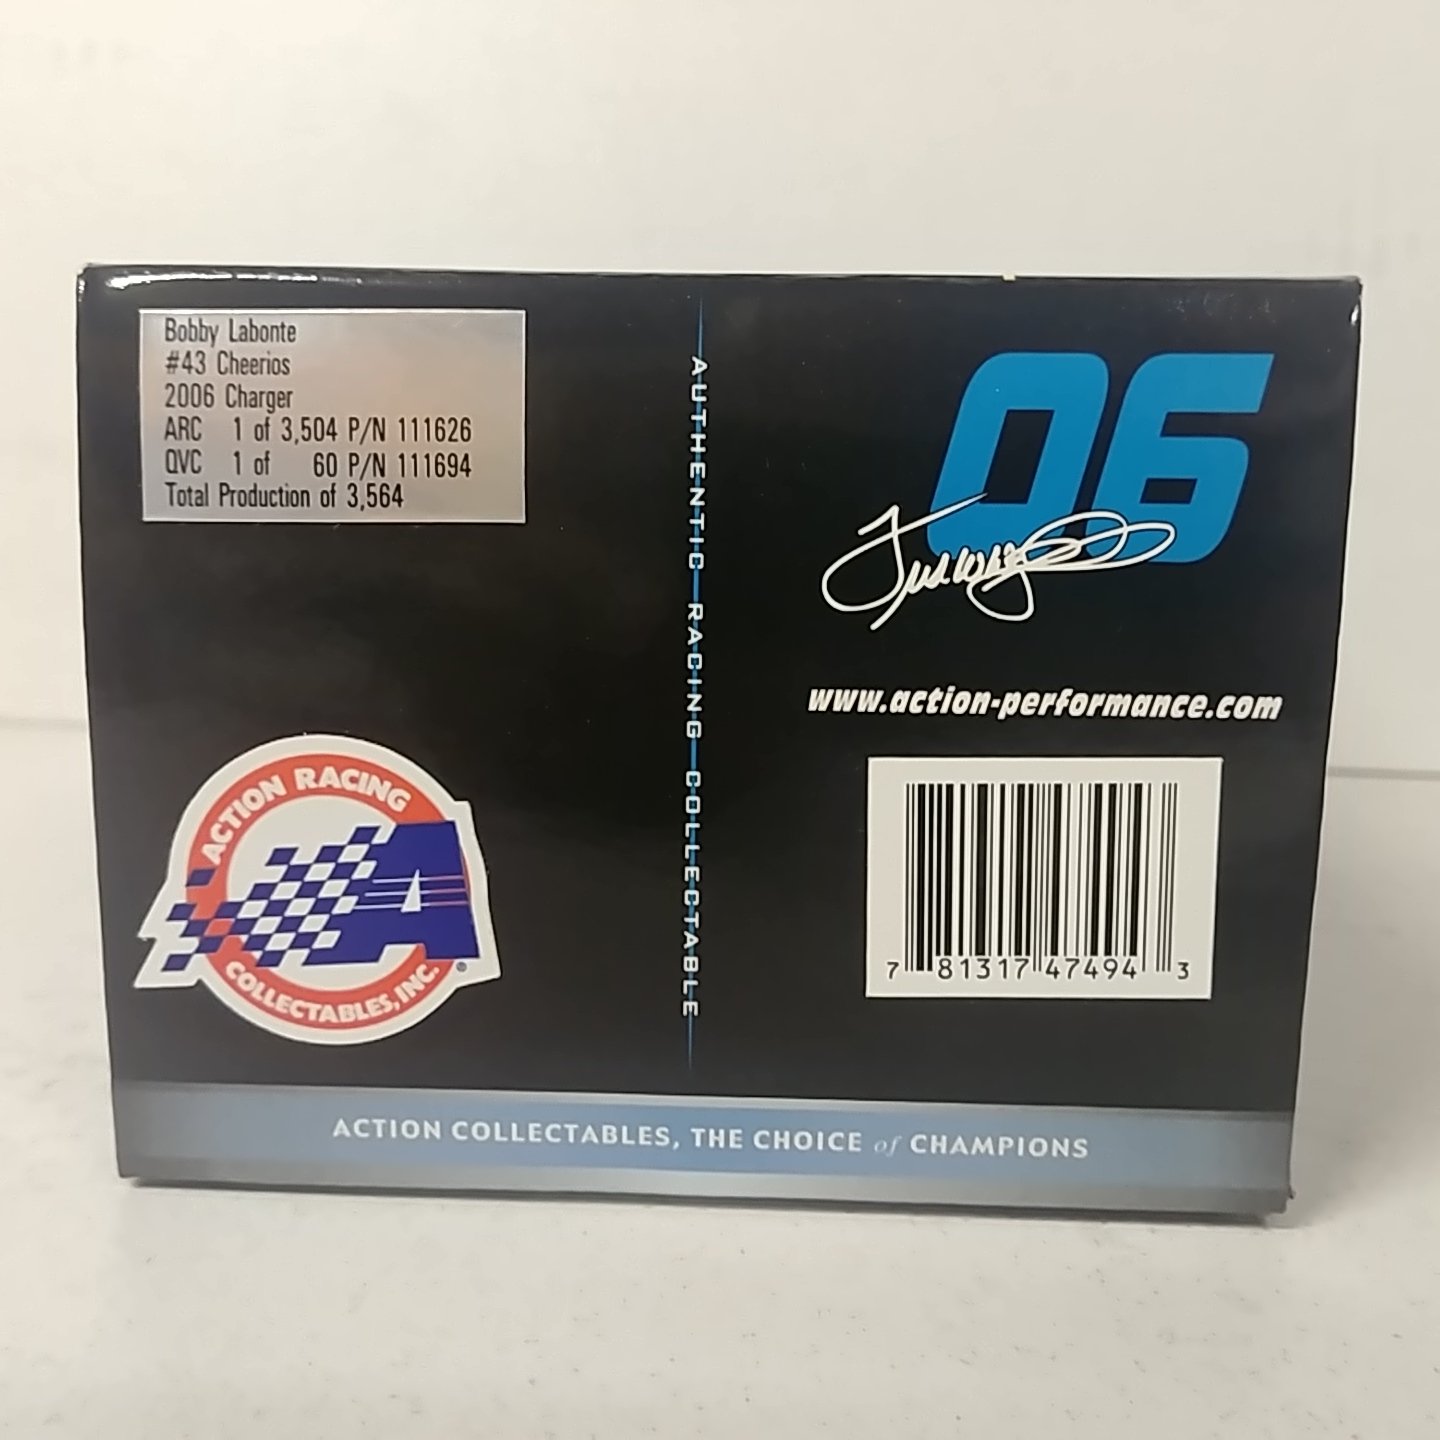 Bobby Labonte
#43 Cheerios
2006 Charger
ARC 1 of 3,504 P/N 111626
QVC 1 of 60 P/N 111694
Total Production of 3,564
AUTHENTIC RACING COLLECTABLE
06
www.action-performance.com
7 81317 47494 3
ACTION RACING
A
COLLECTABLES, INC.
®
ACTION COLLECTABLES, THE CHOICE of CHAMPIONS